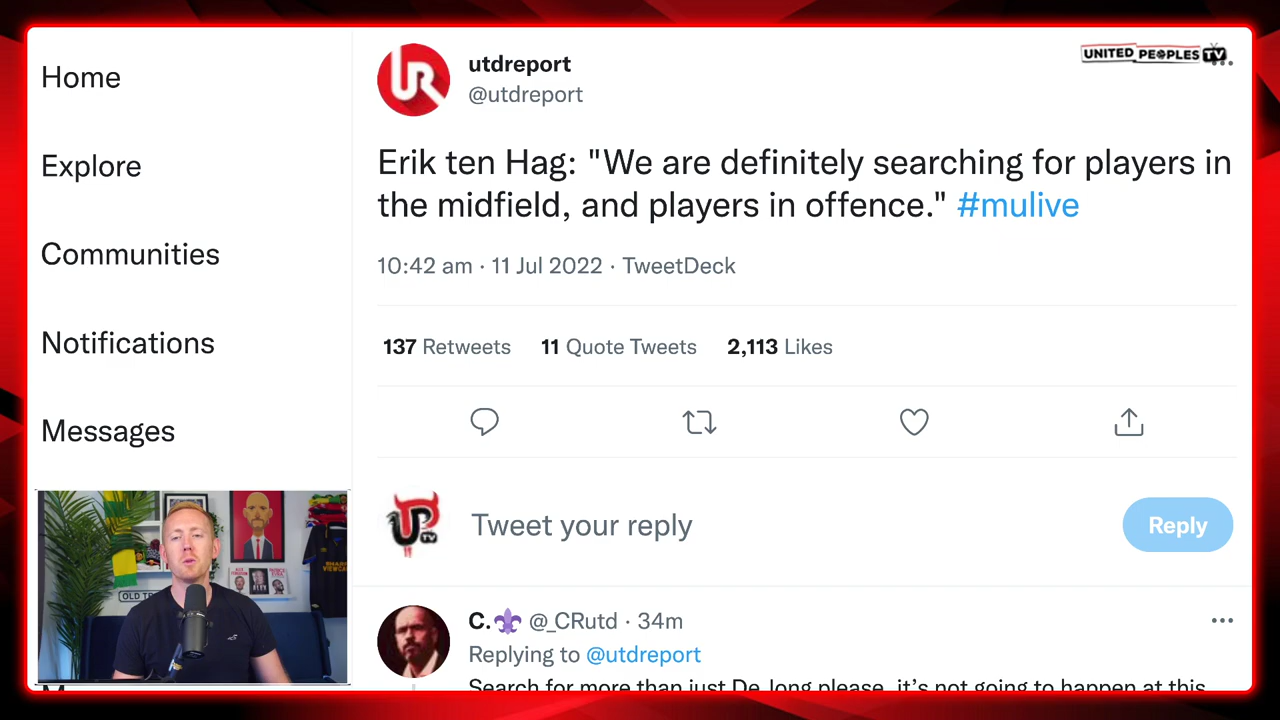 Home
Explore
Communities
Notifications
Messages
utdreport
@utdreport
UNITED PEOPLES TV
Erik ten Hag: "We are definitely searching for players in
the midfield, and players in offence." #mulive
10:42 am · 11 Jul 2022 · TweetDeck
137 Retweets 11 Quote Tweets 2,113 Likes
Tweet your reply
Reply
C. @_CRutd · 34m
Replying to @utdreport
Search for more than just De Jong please, it's not going to happen at this
OLD